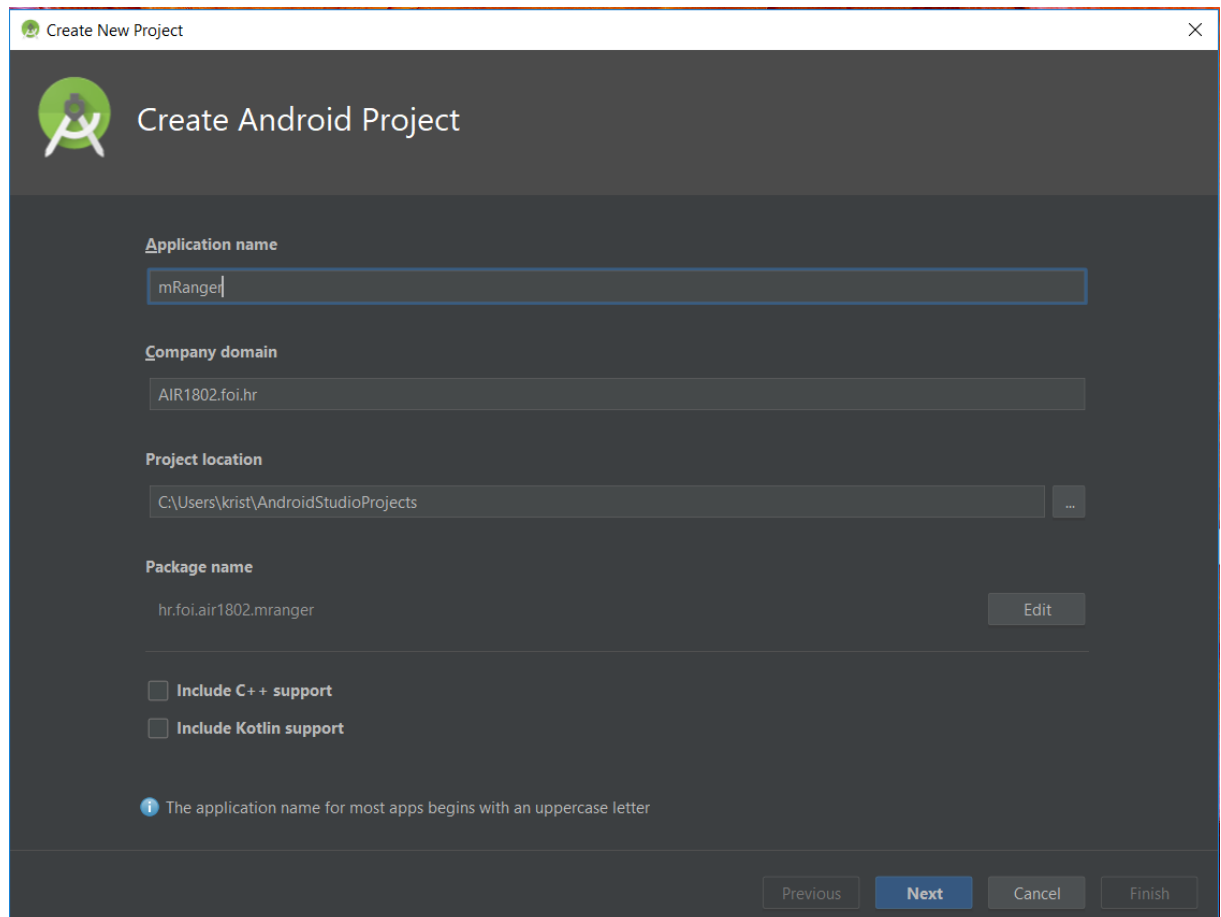 Create New Project
Create Android Project
Application name
mRanger
Company domain
AIR1802.foi.hr
Project location
C:\Users\krist\AndroidStudioProjects
...
Package name
hr.foi.air1802.mranger
Edit
Include C++ support
Include Kotlin support
The application name for most apps begins with an uppercase letter
Previous
Next
Cancel
Finish